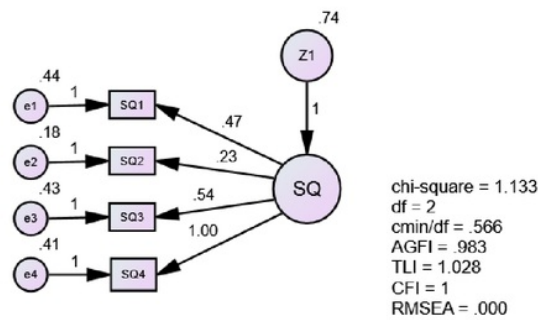 .74
Z1
1
.44
e1
1
SQ1
.47
.18
e2
1
SQ2
.23
SQ
.43
e3
1
SQ3
.54
.41
e4
1
SQ4
1.00
chi-square = 1.133
df = 2
cmin/df = .566
AGFI = .983
TLI = 1.028
CFI = 1
RMSEA = .000